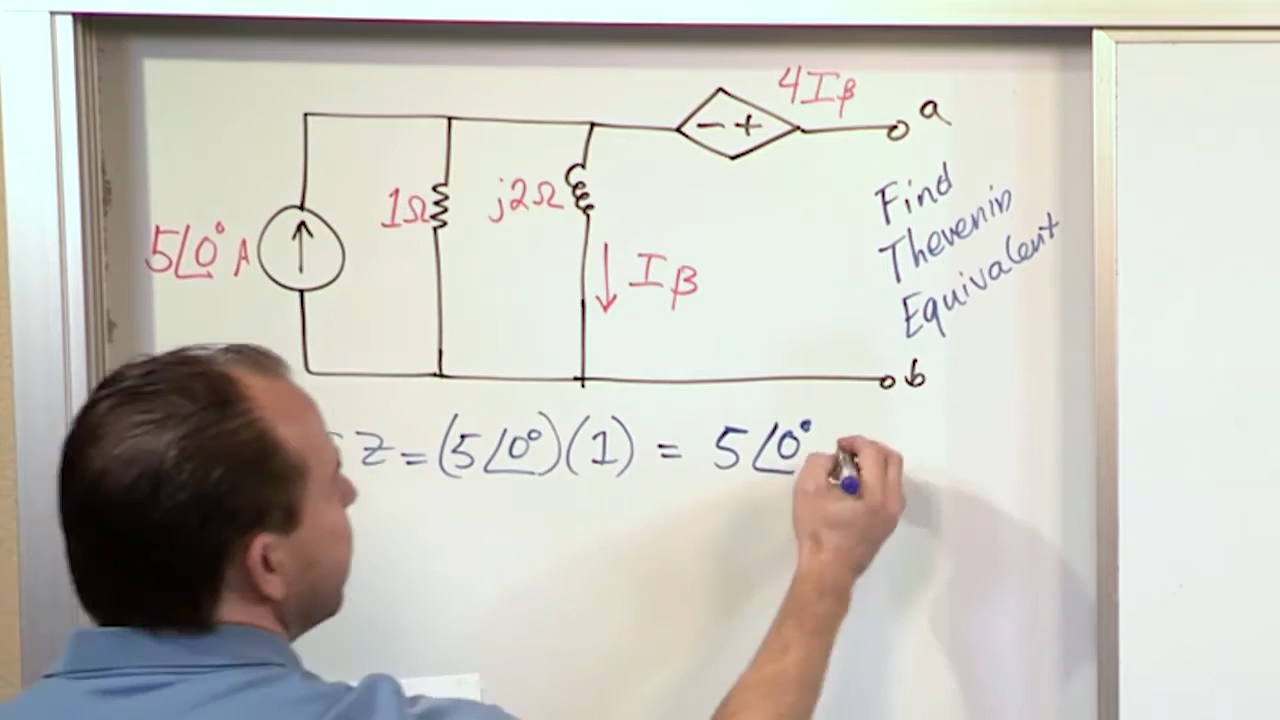 4Iβ
a
− +
1Ω
j2Ω
5∠0° A
Iβ
Find
Thevenin
Equivalent
b
Z = (5∠0°)(1) = 5∠0°